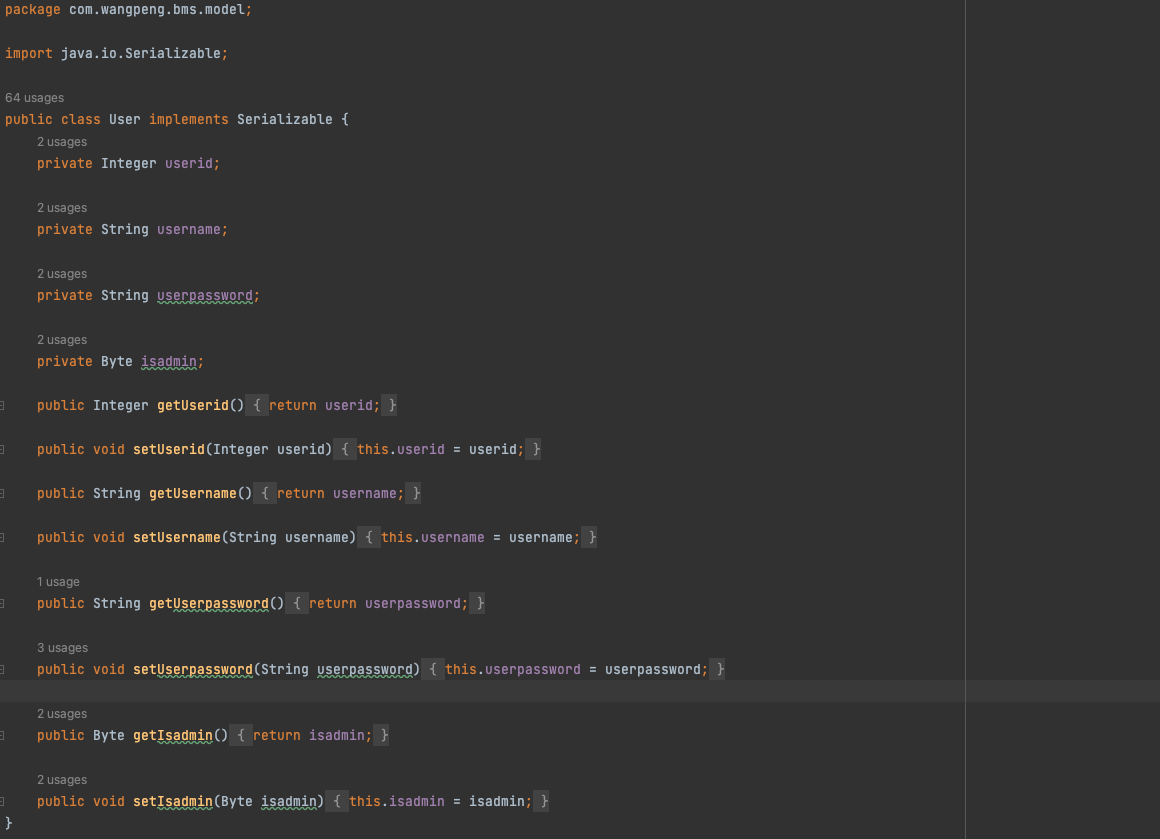 package com.wangpeng.bms.model;
import java.io.Serializable;
64 usages
public class User implements Serializable {
2 usages
private Integer userid;
2 usages
private String username;
2 usages
private String userpassword;
2 usages
private Byte isadmin;
public Integer getUserid() { return userid; }
public void setUserid(Integer userid) { this.userid = userid; }
public String getUsername() { return username; }
public void setUsername(String username) { this.username = username; }
1 usage
public String getUserpassword() { return userpassword; }
3 usages
public void setUserpassword(String userpassword) { this.userpassword = userpassword; }
2 usages
public Byte getIsadmin() { return isadmin; }
2 usages
public void setIsadmin(Byte isadmin) { this.isadmin = isadmin; }
}